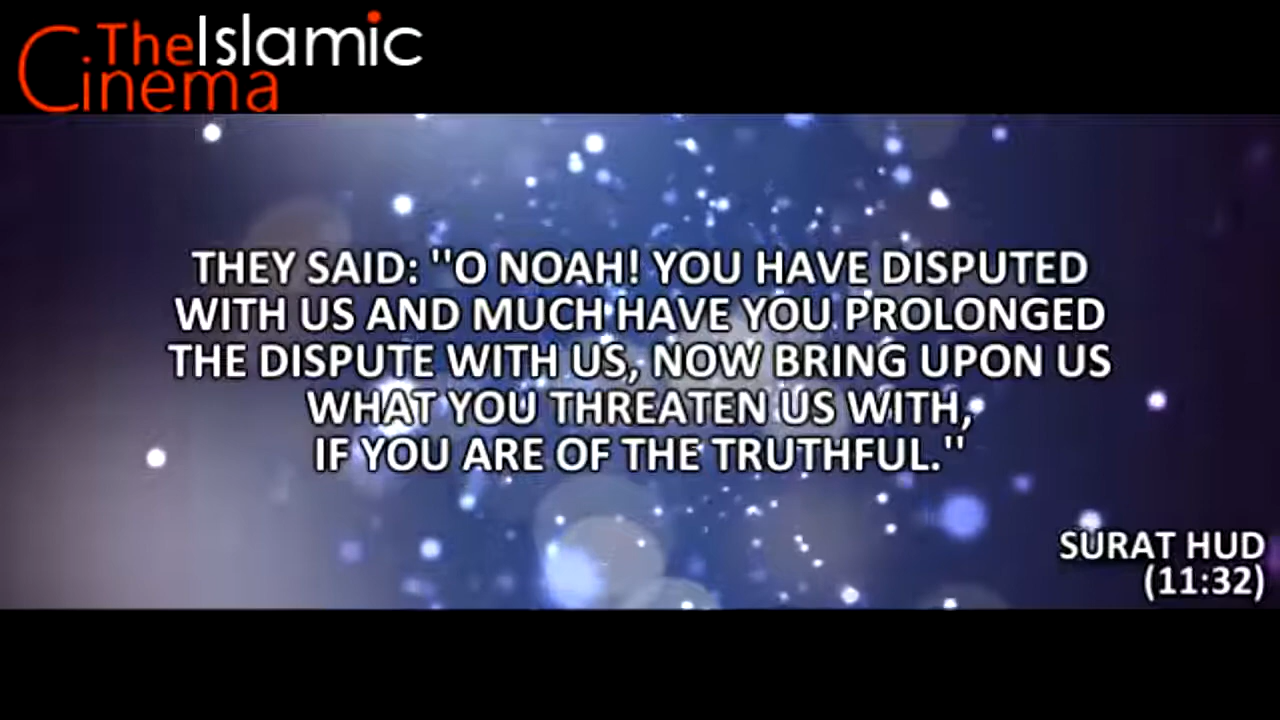 TheIslamic
Cinema
THEY SAID: "O NOAH! YOU HAVE DISPUTED
WITH US AND MUCH HAVE YOU PROLONGED
THE DISPUTE WITH US, NOW BRING UPON US
WHAT YOU THREATEN US WITH,
IF YOU ARE OF THE TRUTHFUL."
SURAT HUD
(11:32)